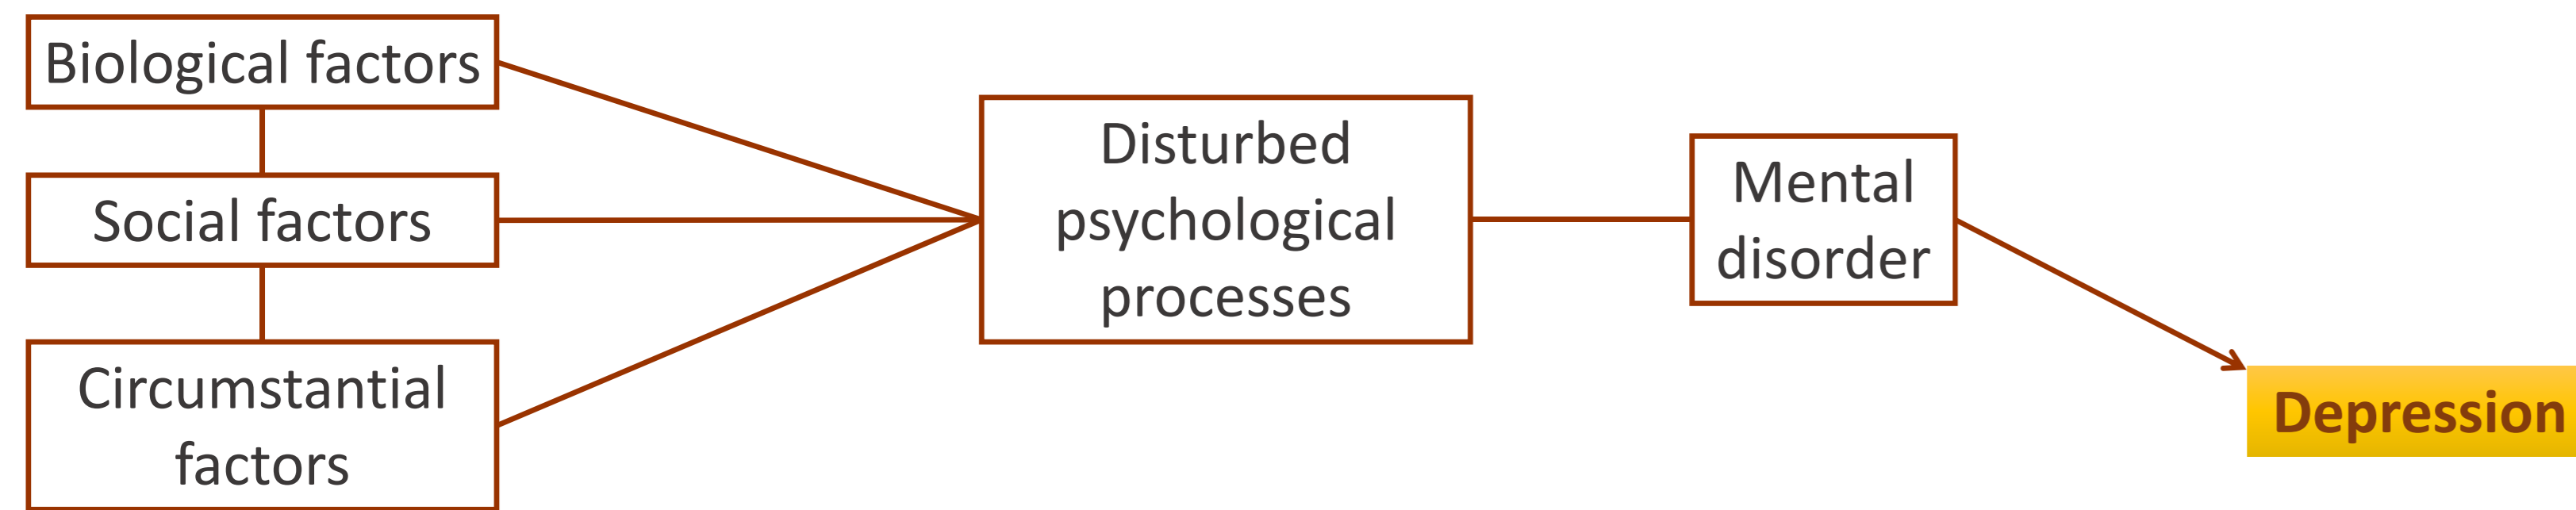 Biological factors
Social factors
Circumstantial
factors
Disturbed
psychological
processes
Mental
disorder
Depression